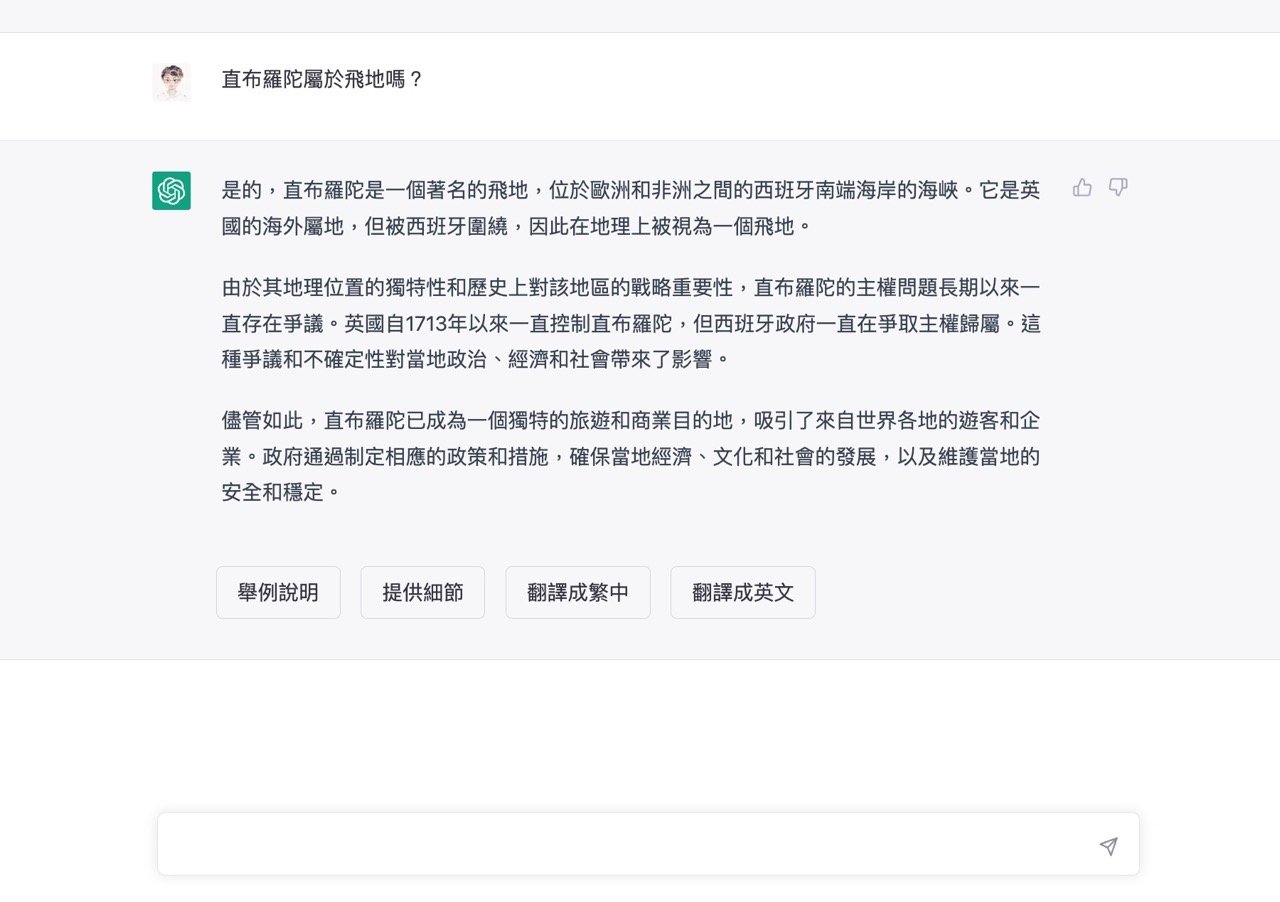 直布羅陀屬於飛地嗎？
是的，直布羅陀是一個著名的飛地，位於歐洲和非洲之間的西班牙南端海岸的海峽。它是英
國的海外屬地，但被西班牙圍繞，因此在地理上被視為一個飛地。
由於其地理位置的獨特性和歷史上對該地區的戰略重要性，直布羅陀的主權問題長期以來一
直存在爭議。英國自1713年以來一直控制直布羅陀，但西班牙政府一直在爭取主權歸屬。這
種爭議和不確定性對當地政治、經濟和社會帶來了影響。
儘管如此，直布羅陀已成為一個獨特的旅遊和商業目的地，吸引了來自世界各地的遊客和企
業。政府通過制定相應的政策和措施，確保當地經濟、文化和社會的發展，以及維護當地的
安全和穩定。
舉例說明 提供細節 翻譯成繁中 翻譯成英文